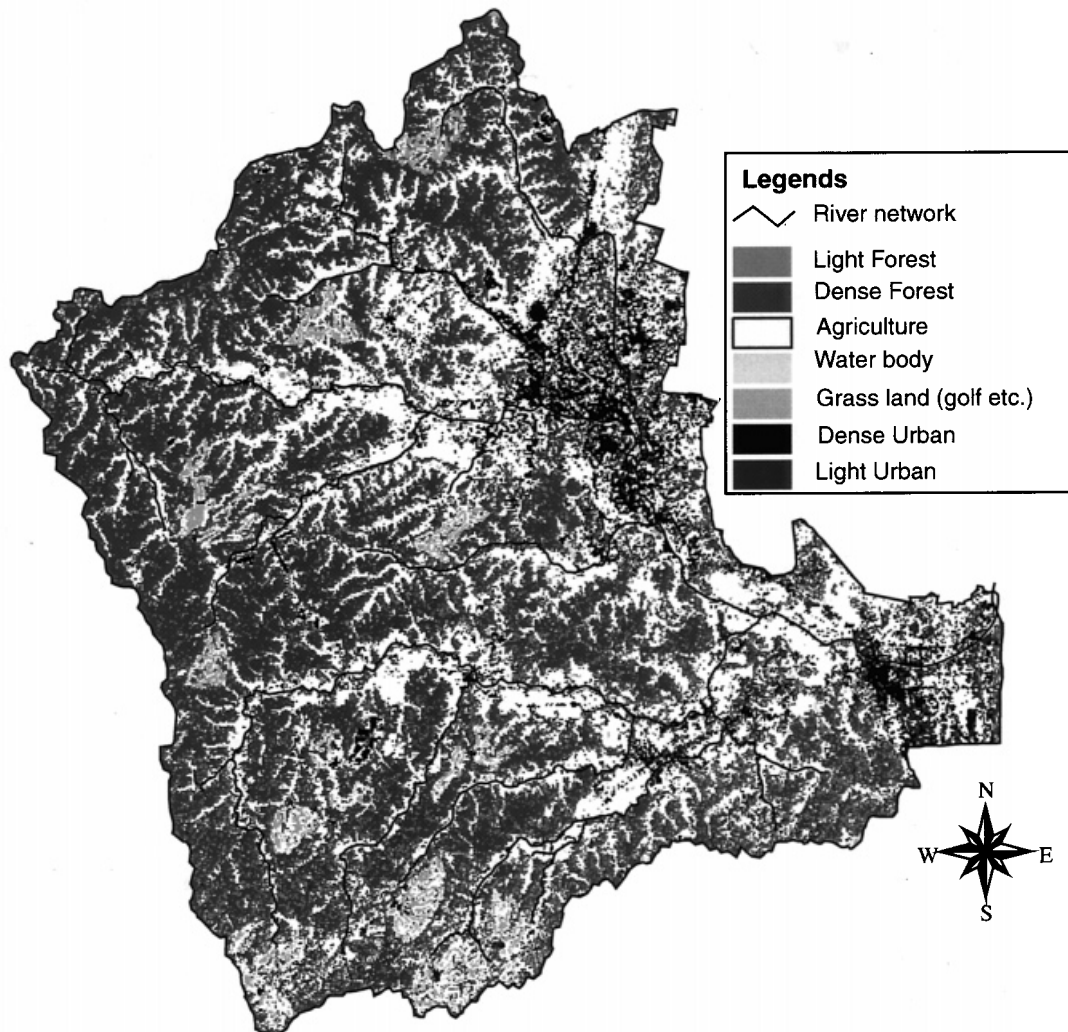 Legends
River network
Light Forest
Dense Forest
Agriculture
Water body
Grass land (golf etc.)
Dense Urban
Light Urban
N
W E
S